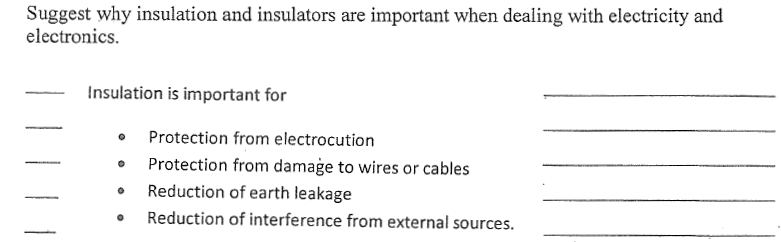 Suggest why insulation and insulators are important when dealing with electricity and
electronics.
Insulation is important for
• Protection from electrocution
• Protection from damage to wires or cables
• Reduction of earth leakage
• Reduction of interference from external sources.